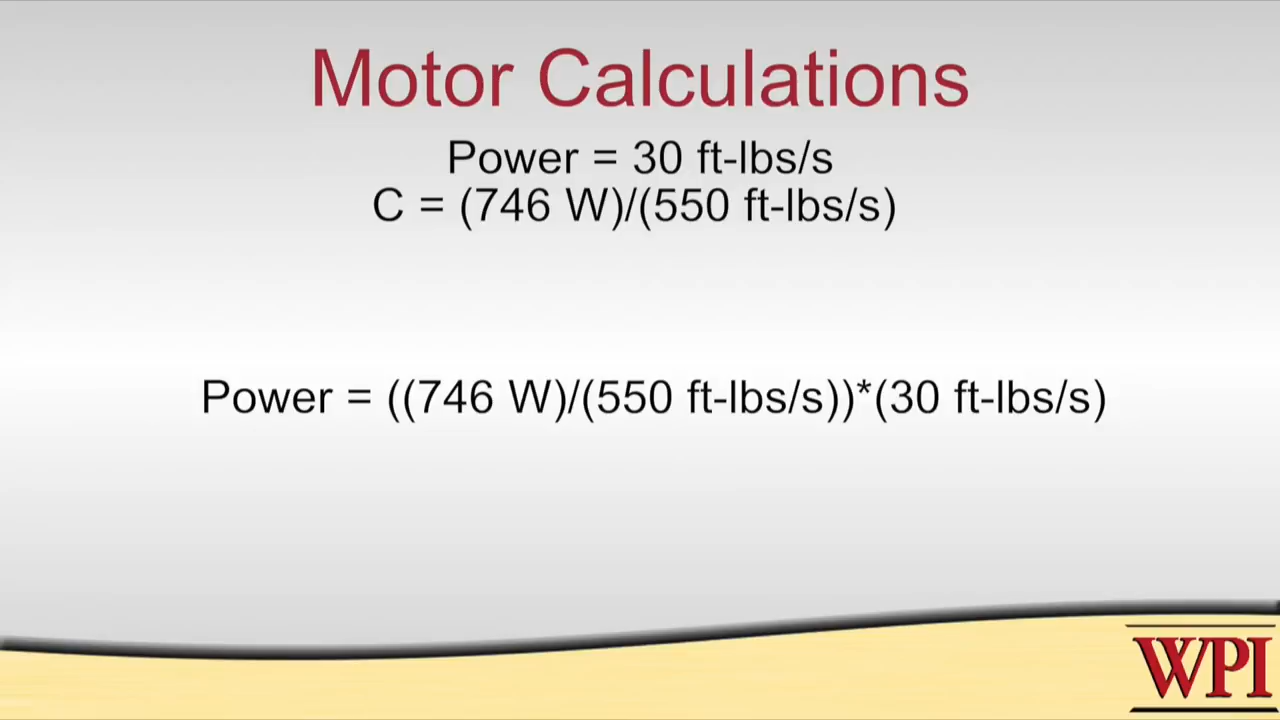 Motor Calculations
Power = 30 ft-lbs/s
C = (746 W)/(550 ft-lbs/s)
Power = ((746 W)/(550 ft-lbs/s))*(30 ft-lbs/s)
WPI